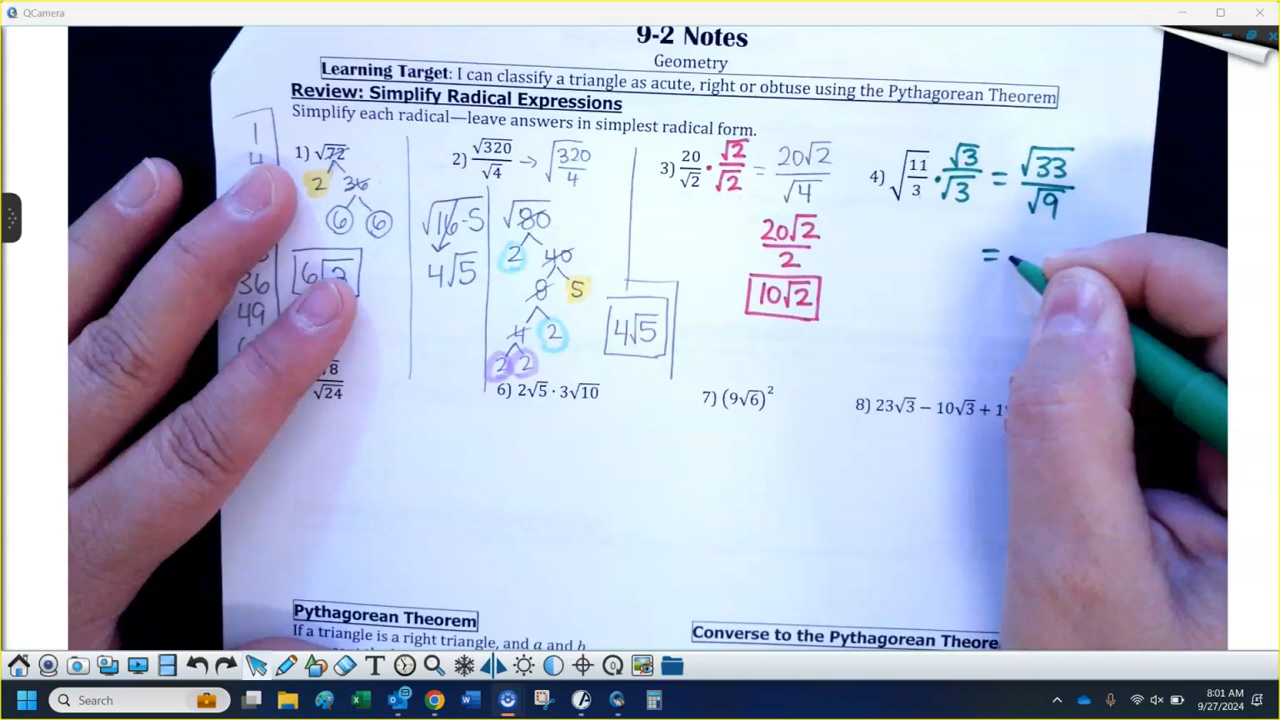 QCamera
9-2 Notes
Geometry
Learning Target: I can classify a triangle as acute, right or obtuse using the Pythagorean Theorem
Review: Simplify Radical Expressions
Simplify each radical—leave answers in simplest radical form.
1) √72
2 36
6 6
6√2
1
4
36
49
2) √320/√4 → √(320/4)
√80
2 40
8 5
4 2
2 2
√16·5
4√5
4√5
3) 20/√2 · √2/√2 = 20√2/√4
20√2/2
10√2
4) √(11/3) · √3/√3 = √33/√9
=
√8/√24
6) 2√5 · 3√10
7) (9√6)²
8) 23√3 − 10√3 + 1
Pythagorean Theorem
If a triangle is a right triangle, and a and b
Converse to the Pythagorean Theore
Search
8:01 AM
9/27/2024